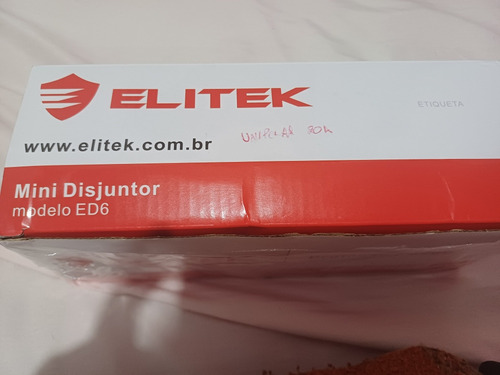 ELITEK
ETIQUETA
www.elitek.com.br
Mini Disjuntor
modelo ED6